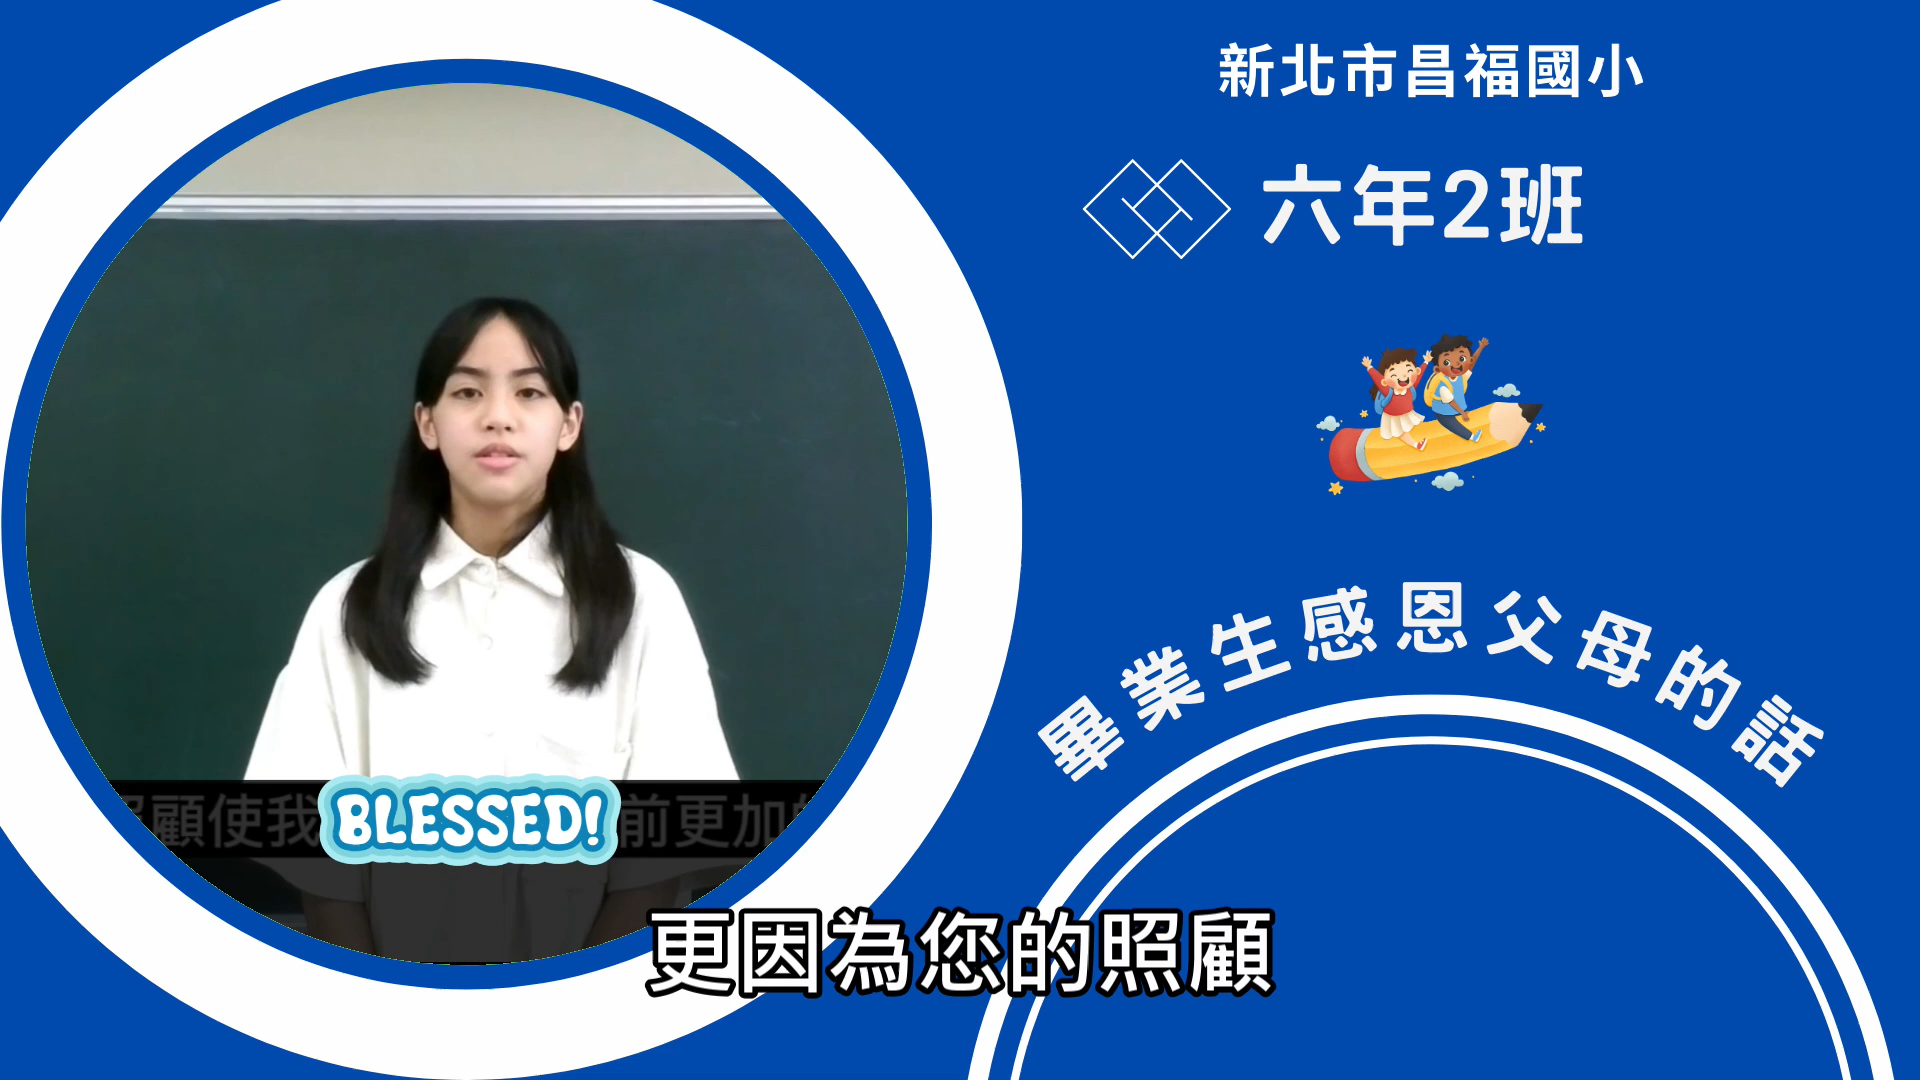 新北市昌福國小
六年2班
畢業生感恩父母的話
顧使我
BLESSED!
前更加
更因為您的照顧